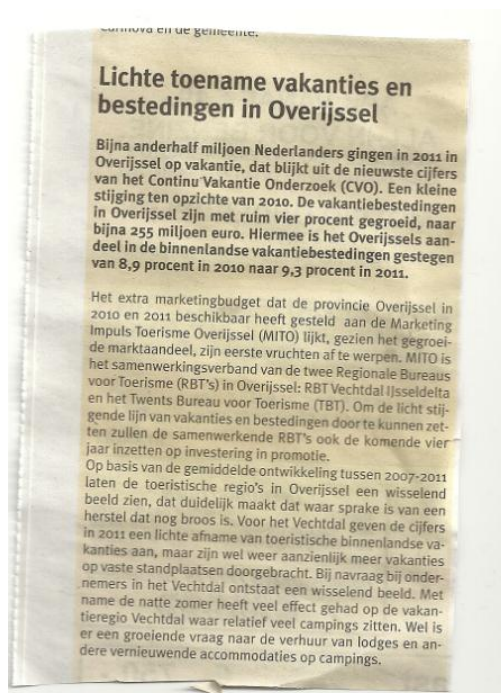 Carinova en de gemeente.
Lichte toename vakanties en
bestedingen in Overijssel
Bijna anderhalf miljoen Nederlanders gingen in 2011 in
Overijssel op vakantie, dat blijkt uit de nieuwste cijfers
van het Continu Vakantie Onderzoek (CVO). Een kleine
stijging ten opzichte van 2010. De vakantiebestedingen
in Overijssel zijn met ruim vier procent gegroeid, naar
bijna 255 miljoen euro. Hiermee is het Overijssels aan-
deel in de binnenlandse vakantiebestedingen gestegen
van 8,9 procent in 2010 naar 9,3 procent in 2011.
Het extra marketingbudget dat de provincie Overijssel in
2010 en 2011 beschikbaar heeft gesteld aan de Marketing
Impuls Toerisme Overijssel (MITO) lijkt, gezien het gegroei-
de marktaandeel, zijn eerste vruchten af te werpen. MITO is
het samenwerkingsverband van de twee Regionale Bureaus
voor Toerisme (RBT's) in Overijssel: RBT Vechtdal Ijsseldelta
en het Twents Bureau voor Toerisme (TBT). Om de licht stij-
gende lijn van vakanties en bestedingen door te kunnen zet-
ten zullen de samenwerkende RBT's ook de komende vier
jaar inzetten op investering in promotie.
Op basis van de gemiddelde ontwikkeling tussen 2007-2011
laten de toeristische regio's in Overijssel een wisselend
beeld zien, dat duidelijk maakt dat waar sprake is van een
herstel dat nog broos is. Voor het Vechtdal geven de cijfers
in 2011 een lichte afname van toeristische binnenlandse va-
kanties aan, maar zijn wel weer aanzienlijk meer vakanties
op vaste standplaatsen doorgebracht. Bij navraag bij onder-
nemers in het Vechtdal ontstaat een wisselend beeld. Met
name de natte zomer heeft veel effect gehad op de vakan-
tieregio Vechtdal waar relatief veel campings zitten. Wel is
er een groeiende vraag naar de verhuur van lodges en an-
dere vernieuwende accommodaties op campings.